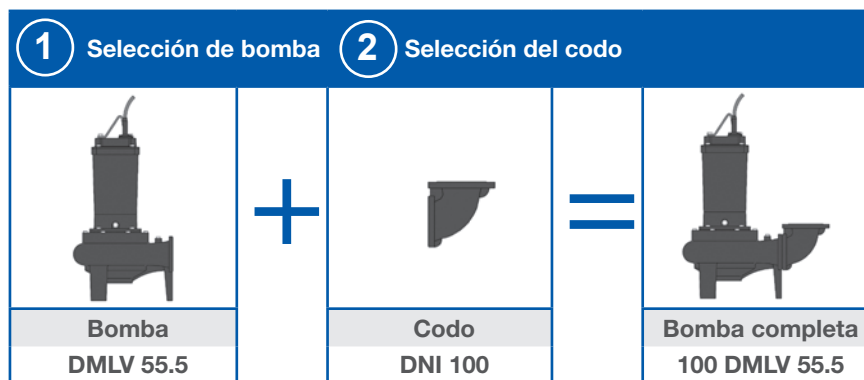 1 Selección de bomba 2 Selección del codo
+ =
Bomba Codo Bomba completa
DMLV 55.5 DNI 100 100 DMLV 55.5